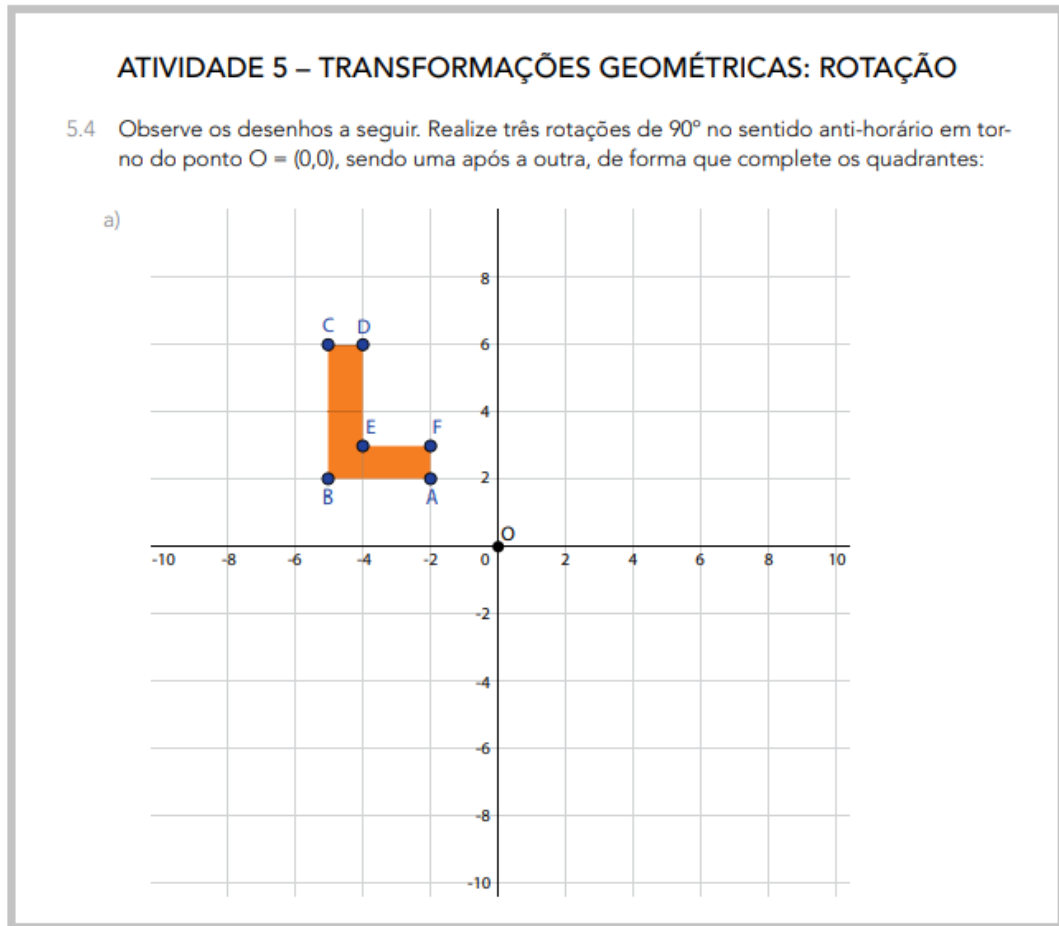 ATIVIDADE 5 – TRANSFORMAÇÕES GEOMÉTRICAS: ROTAÇÃO
5.4 Observe os desenhos a seguir. Realize três rotações de 90º no sentido anti-horário em tor-
no do ponto O = (0,0), sendo uma após a outra, de forma que complete os quadrantes:
a)
8
C D
6
4
E F
2
B A
O
-10 -8 -6 -4 -2 0 2 4 6 8 10
-2
-4
-6
-8
-10